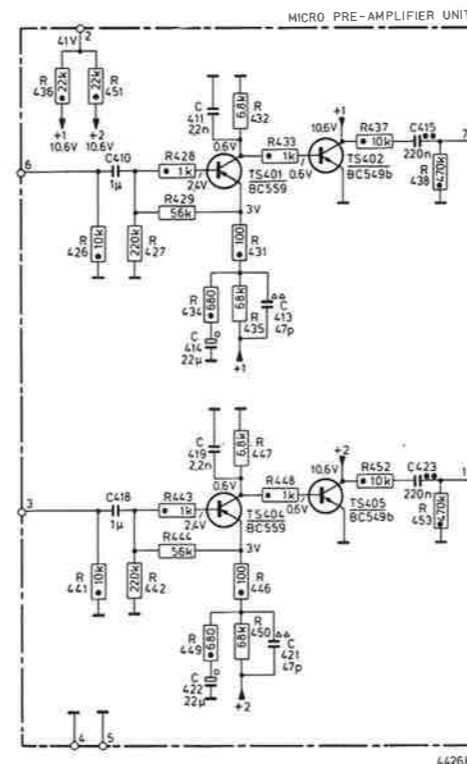 MICRO PRE-AMPLIFIER UNIT
2
41V
R
436
22k
22k
R
451
+1
10.6V
+2
10.6V
C
411
22n
6,8k
R
432
0.6V
R433
1k
0.6V
+1
10.6V
R437
10k
C415
220n
7
470k
R
438
TS402
BC549b
6
C410
1µ
R428
1k
2,4V
TS401
BC559
R429
56k
3V
R
426
10k
220k
R
427
100
R
431
R
434
680
68k
R
435
C
413
47p
C
414
22µ
+1
C
419
2,2n
6,8k
R
447
0.6V
R448
1k
0.6V
+2
10.6V
R452
10k
C423
220n
1
470k
R
453
TS405
BC549b
3
C418
1µ
R443
1k
2,4V
TS404
BC559
R444
56k
3V
R
441
10k
220k
R
442
100
R
446
R
449
680
68k
R
450
C
421
47p
C
422
22µ
+2
4
5